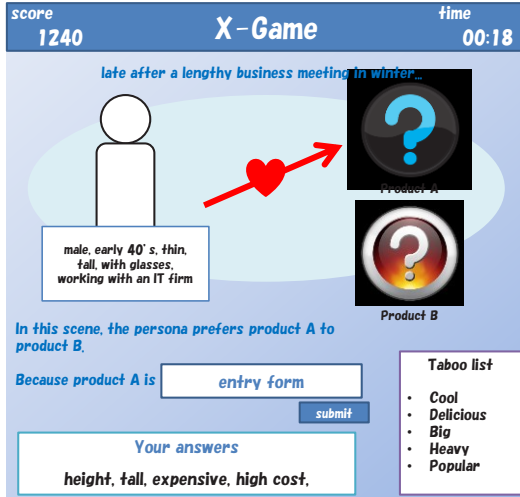 score
X-Game
time
1240
00:18
late after a lengthy business meeting in winter...
?
Product A
?
Product B
male, early 40's, thin,
tall, with glasses,
working with an IT firm
In this scene, the persona prefers product A to
product B.
Because product A is
entry form
submit
Taboo list
• Cool
• Delicious
• Big
• Heavy
• Popular
Your answers
height, tall, expensive, high cost,